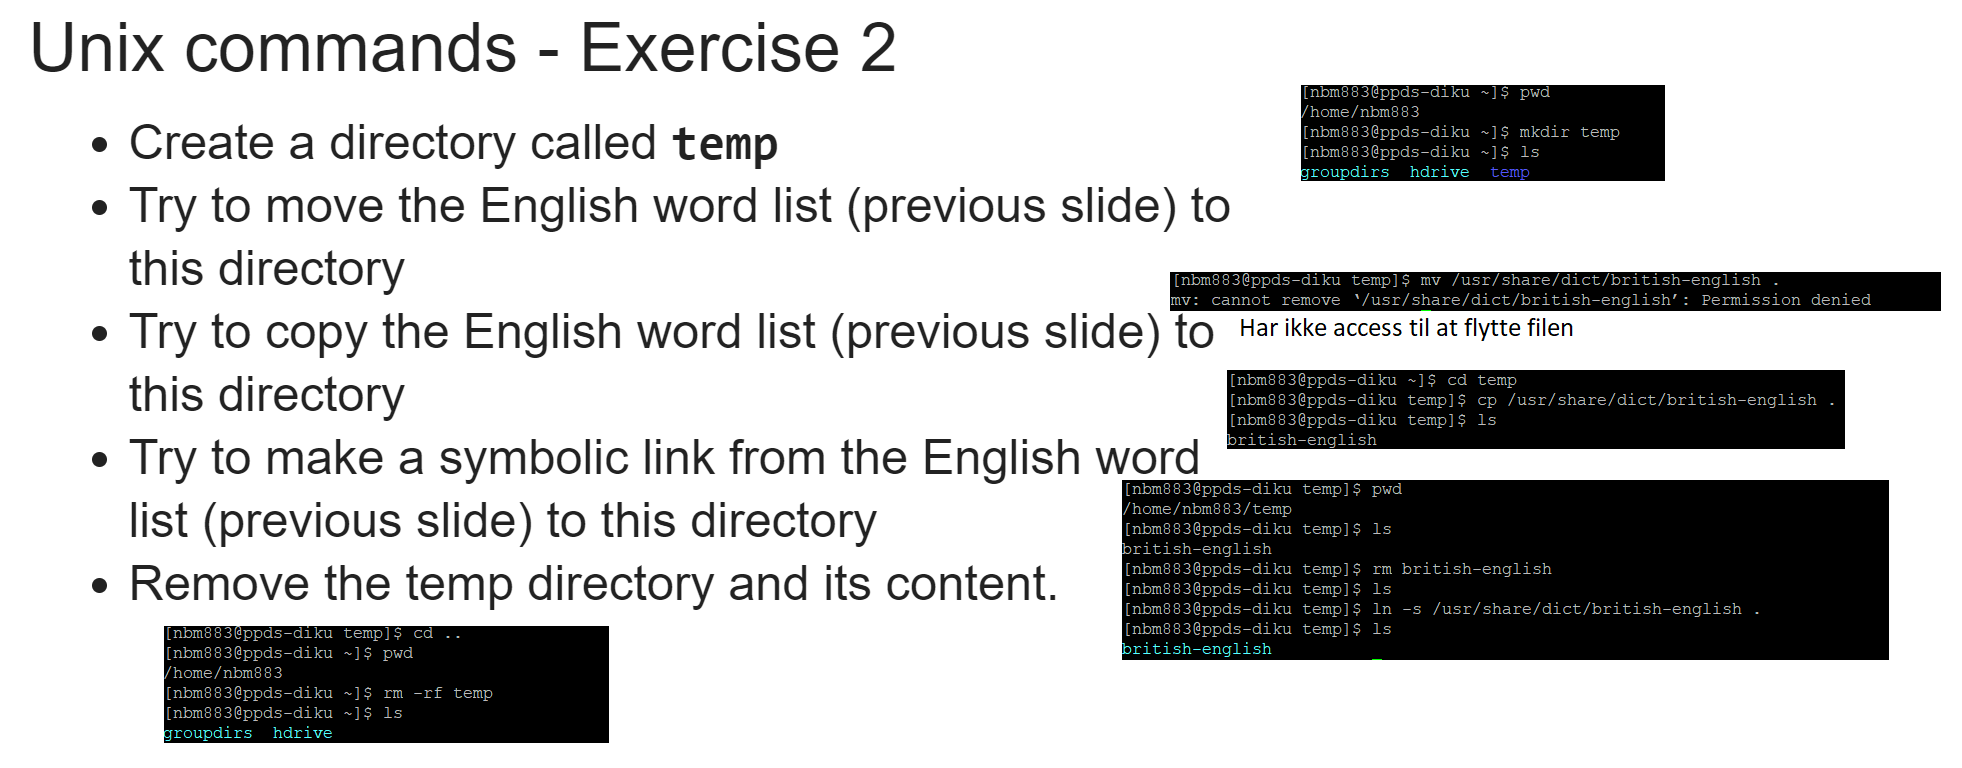 Unix commands - Exercise 2
• Create a directory called temp
• Try to move the English word list (previous slide) to
this directory
• Try to copy the English word list (previous slide) to
this directory
• Try to make a symbolic link from the English word
list (previous slide) to this directory
• Remove the temp directory and its content.
[nbm883@ppds-diku ~]$ pwd
/home/nbm883
[nbm883@ppds-diku ~]$ mkdir temp
[nbm883@ppds-diku ~]$ ls
groupdirs  hdrive  temp
[nbm883@ppds-diku temp]$ mv /usr/share/dict/british-english .
mv: cannot remove ‘/usr/share/dict/british-english’: Permission denied
Har ikke access til at flytte filen
[nbm883@ppds-diku ~]$ cd temp
[nbm883@ppds-diku temp]$ cp /usr/share/dict/british-english .
[nbm883@ppds-diku temp]$ ls
british-english
[nbm883@ppds-diku temp]$ pwd
/home/nbm883/temp
[nbm883@ppds-diku temp]$ ls
british-english
[nbm883@ppds-diku temp]$ rm british-english
[nbm883@ppds-diku temp]$ ls
[nbm883@ppds-diku temp]$ ln -s /usr/share/dict/british-english .
[nbm883@ppds-diku temp]$ ls
british-english
[nbm883@ppds-diku temp]$ cd ..
[nbm883@ppds-diku ~]$ pwd
/home/nbm883
[nbm883@ppds-diku ~]$ rm -rf temp
[nbm883@ppds-diku ~]$ ls
groupdirs  hdrive